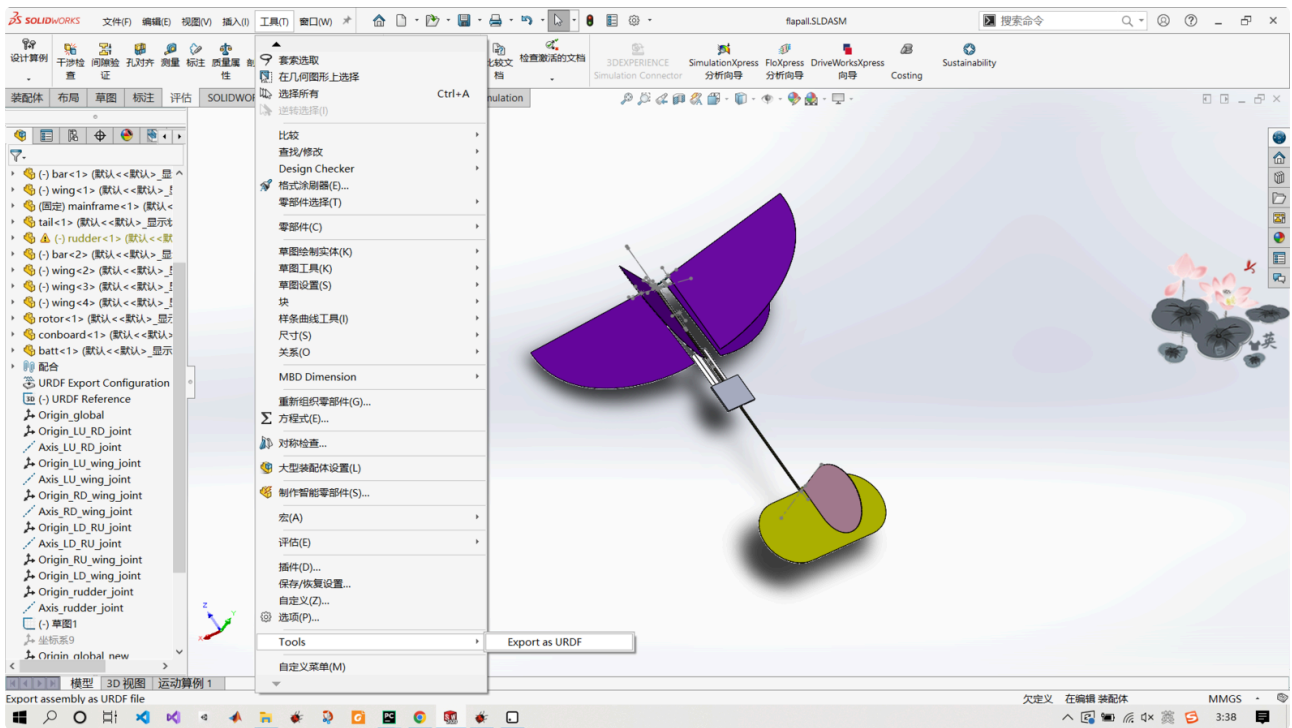 SOLIDWORKS 文件(F) 编辑(E) 视图(V) 插入(I) 工具(T) 窗口(W) flapall.SLDASM 搜索命令
设计算例
干涉检查
间隙验证
孔对齐
测量
标注
质量属性
比较文档
检查激活的文档
3DEXPERIENCE Simulation Connector
SimulationXpress 分析向导
FloXpress 分析向导
DriveWorksXpress 向导
Costing
Sustainability
装配体 布局 草图 标注 评估 SOLIDWOR
nulation
(-) bar<1> (默认<<默认>_显
(-) wing<1> (默认<<默认>_
(固定) mainframe<1> (默认<
tail<1> (默认<<默认>_显示
(-) rudder<1> (默认<<默
(-) bar<2> (默认<<默认>_显
(-) wing<2> (默认<<默认>_
(-) wing<3> (默认<<默认>_
(-) wing<4> (默认<<默认>_
rotor<1> (默认<<默认>_显
conboard<1> (默认<<默认>
batt<1> (默认<<默认>_显示
配合
URDF Export Configuration
(-) URDF Reference
Origin_global
Origin_LU_RD_joint
Axis_LU_RD_joint
Origin_LU_wing_joint
Axis_LU_wing_joint
Origin_RD_wing_joint
Axis_RD_wing_joint
Origin_LD_RU_joint
Axis_LD_RU_joint
Origin_RU_wing_joint
Origin_LD_wing_joint
Origin_rudder_joint
Axis_rudder_joint
(-) 草图1
坐标系9
Origin_global_new
套索选取
在几何图形上选择
选择所有 Ctrl+A
逆转选择(I)
比较
查找/修改
Design Checker
格式涂刷器(E)...
零部件选择(T)
零部件(C)
草图绘制实体(K)
草图工具(K)
草图设置(S)
块
样条曲线工具(I)
尺寸(S)
关系(O
MBD Dimension
重新组织零部件(G)...
方程式(E)...
对称检查...
大型装配体设置(L)
制作智能零部件(S)...
宏(A)
评估(E)
插件(D)...
保存/恢复设置...
自定义(Z)...
选项(P)...
Tools
Export as URDF
自定义菜单(M)
英
Z
Y
X
模型 3D 视图 运动算例 1
Export assembly as URDF file 欠定义 在编辑 装配体 MMGS
3:38